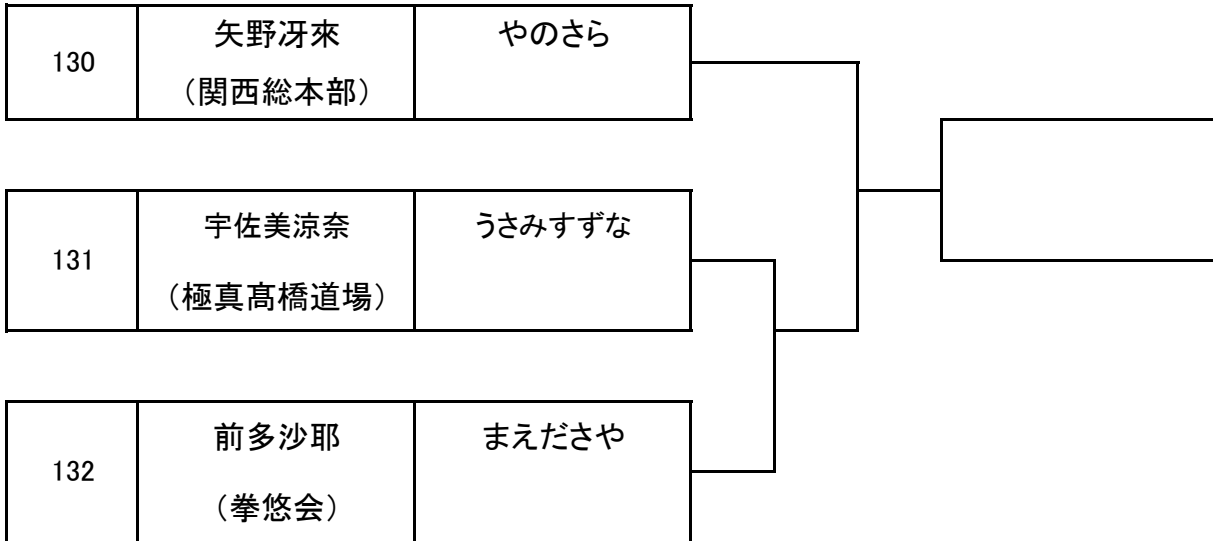 130
矢野冴來
（関西総本部）
やのさら
131
宇佐美涼奈
（極真髙橋道場）
うさみすずな
132
前多沙耶
（拳悠会）
まえださや